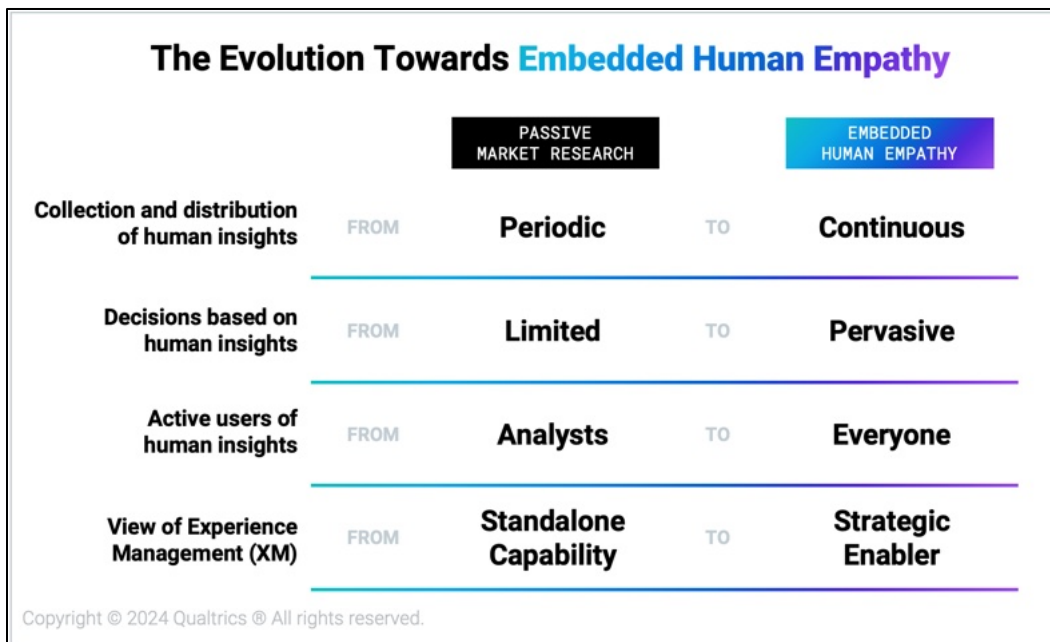 The Evolution Towards Embedded Human Empathy
PASSIVE
MARKET RESEARCH
EMBEDDED
HUMAN EMPATHY
Collection and distribution
of human insights
FROM
Periodic
TO
Continuous
Decisions based on
human insights
FROM
Limited
TO
Pervasive
Active users of
human insights
FROM
Analysts
TO
Everyone
View of Experience
Management (XM)
FROM
Standalone
Capability
TO
Strategic
Enabler
Copyright © 2024 Qualtrics ® All rights reserved.